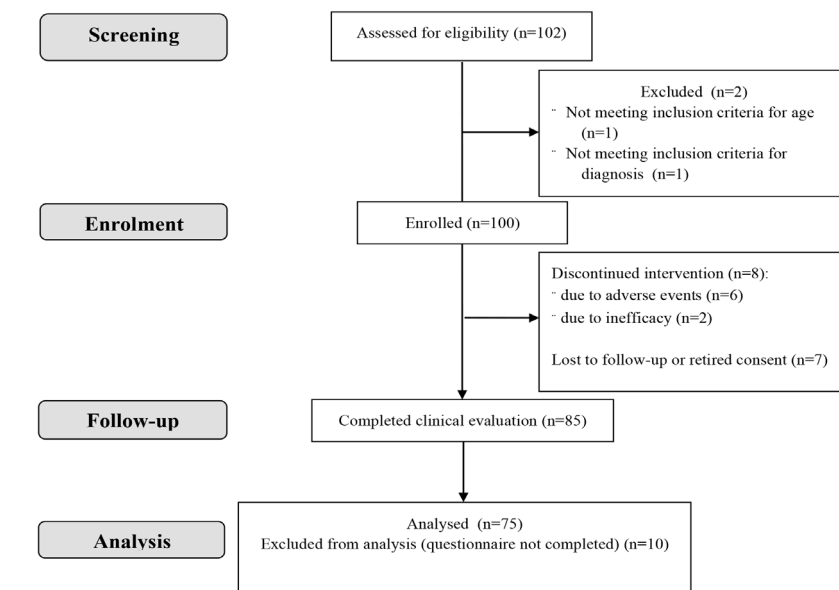 Screening
Assessed for eligibility (n=102)
Excluded (n=2)
¨ Not meeting inclusion criteria for age
(n=1)
¨ Not meeting inclusion criteria for
diagnosis (n=1)
Enrolment
Enrolled (n=100)
Discontinued intervention (n=8):
¨ due to adverse events (n=6)
¨ due to inefficacy (n=2)
Lost to follow-up or retired consent (n=7)
Follow-up
Completed clinical evaluation (n=85)
Analysis
Analysed (n=75)
Excluded from analysis (questionnaire not completed) (n=10)